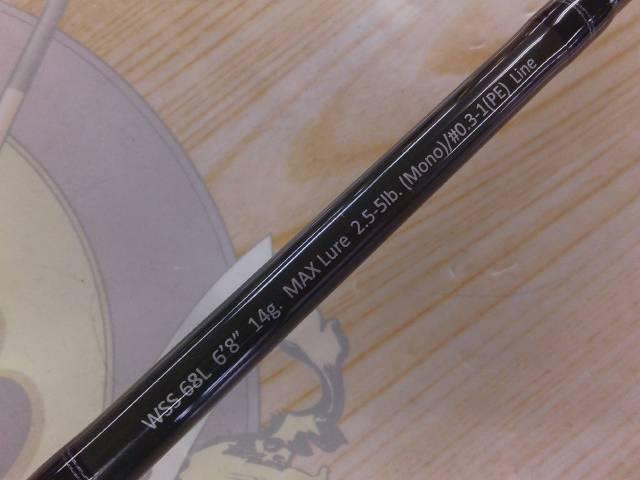 WSS 68L 6'8" 14g. MAX Lure 2.5-5lb. (Mono)/#0.3-1(PE) Line